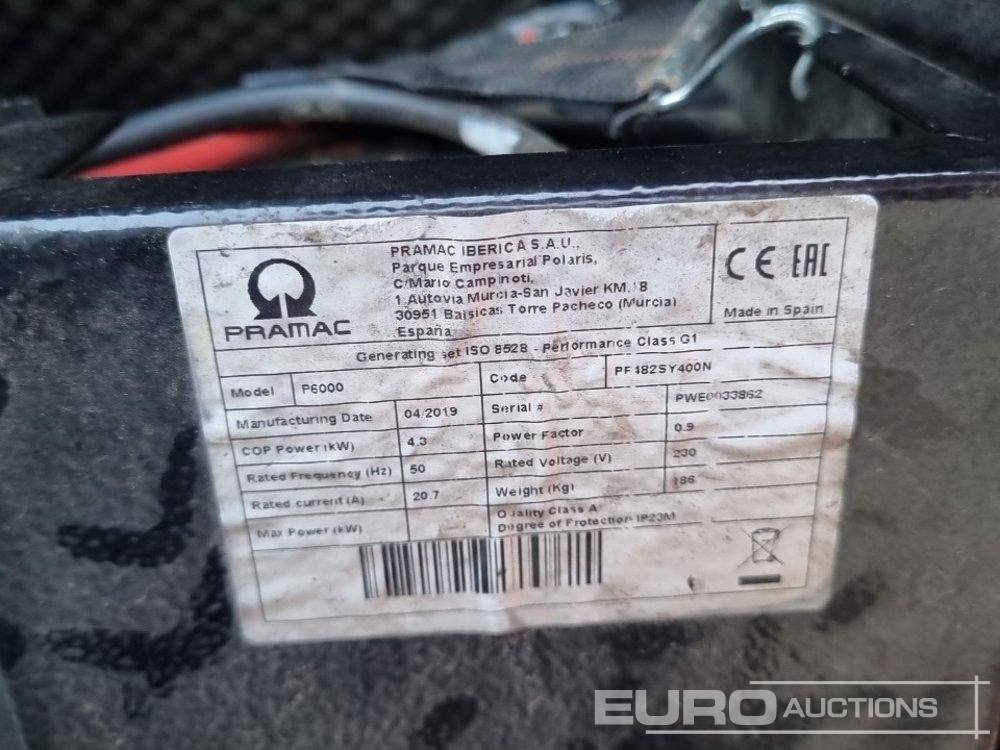 PRAMAC
PRAMAC IBERICA S.A.U.,
Parque Empresarial Polaris,
C/Mario Campinoti,
1 Autovia Murcia-San Javier KM. 18
30951 Balsicas Torre Pacheco (Murcia)
España
CE EAC
Made in Spain
Generating set ISO 8528 - Performance Class G1
Model P6000 Code PF482SY400N
Manufacturing Date 04/2019 Serial # PWE0033862
COP Power (kW) 4.3 Power Factor 0.9
Rated Frequency (Hz) 50 Rated Voltage (V) 230
Rated current (A) 20.7 Weight (Kg) 186
Max Power (kW) Quality Class A
Degree of Protection IP23M
EURO AUCTIONS